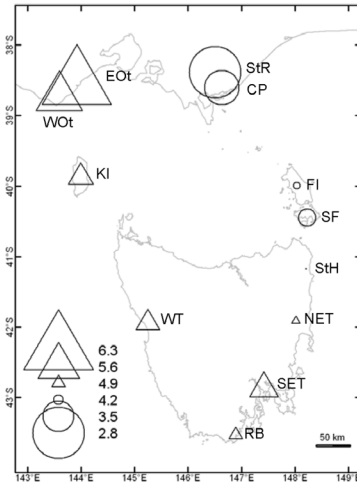 38°S
StR
EOt
CP
39°S
WOt
KI
40°S
FI
SF
41°S
StH
WT
NET
42°S
6.3
5.6
4.9
4.2
3.5
2.8
SET
43°S
RB
50 km
143°E 144°E 145°E 146°E 147°E 148°E 149°E